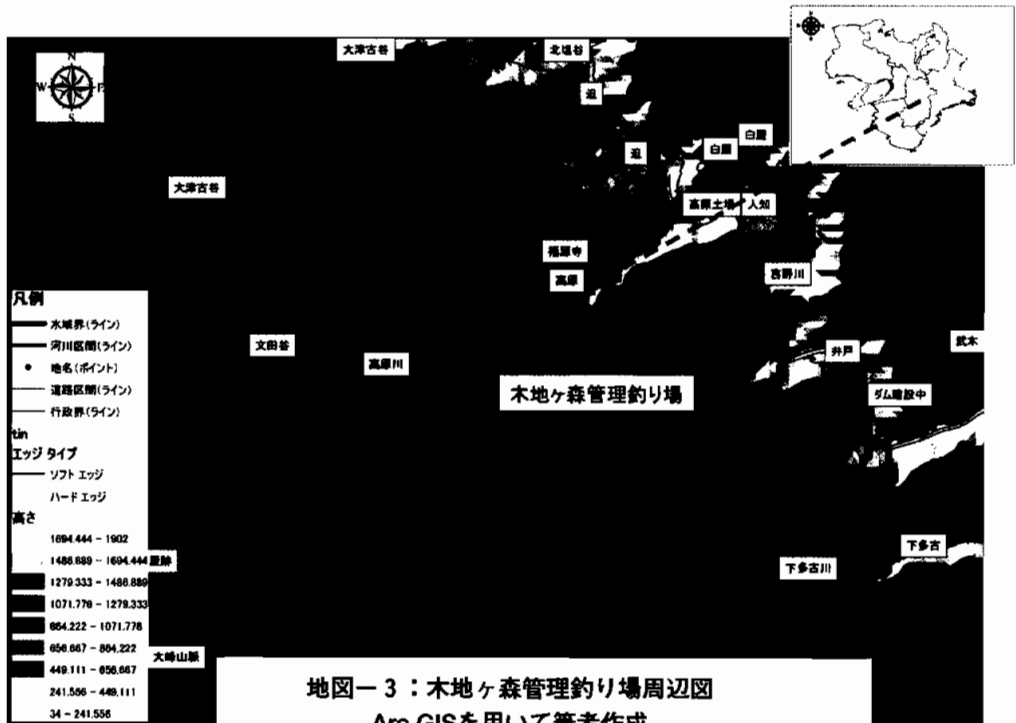 N
W E
S
大津古谷
北塩谷
迫
迫
白屋
白屋
大津古谷
高原土場
人知
福源寺
高原
文田谷
高原川
井戸
武木
木地ヶ森管理釣り場
ダム建設中
下多古
下多古川
大峰山脈
凡例
水域界(ライン)
河川区間(ライン)
地名(ポイント)
道路区間(ライン)
行政界(ライン)
tin
エッジ タイプ
ソフト エッジ
ハード エッジ
高さ
1694.444 - 1902
1486.889 - 1694.444
1279.333 - 1486.889
1071.778 - 1279.333
864.222 - 1071.778
656.667 - 864.222
449.111 - 656.667
241.556 - 449.111
34 - 241.556
地図ー3:木地ヶ森管理釣り場周辺図
Arc GISを用いて筆者作成